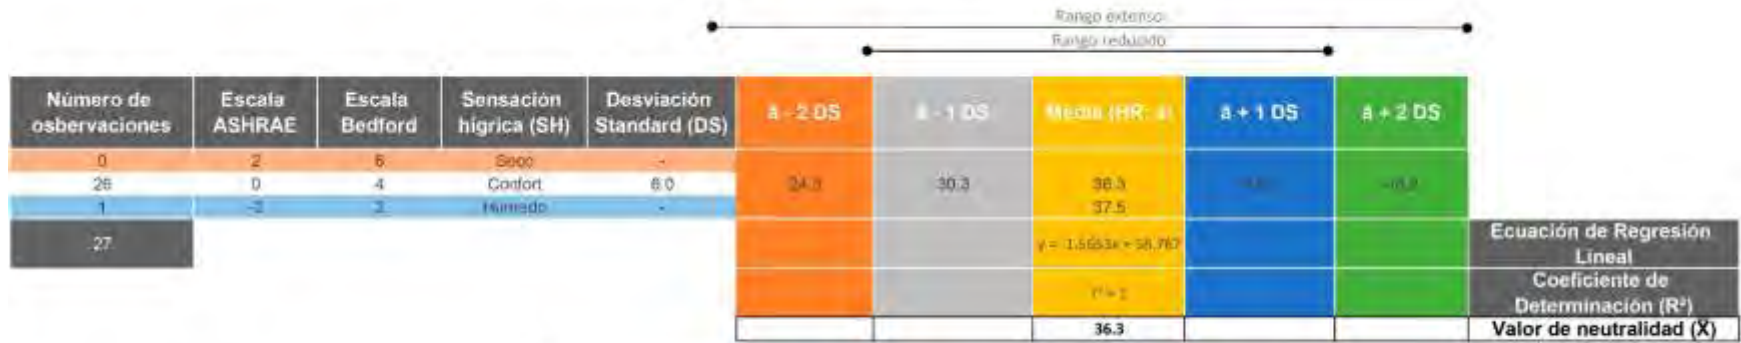 Rango extenso
Rango reducido
Número de osbervaciones Escala ASHRAE Escala Bedford Sensación hígrica (SH) Desviación Standard (DS) á - 2 DS á - 1 DS Media (HR: á) á + 1 DS á + 2 DS
0 2 6 Seco -
26 0 4 Confort 6.0 24.3 30.3 36.3
1 -2 2 Húmedo - 37.5
27 Ecuación de Regresión Lineal
Coeficiente de Determinación (R²)
36.3 Valor de neutralidad (X)